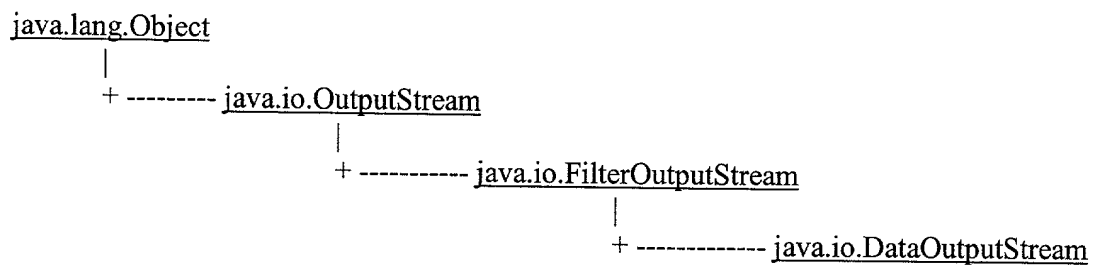 java.lang.Object
|
+ --------- java.io.OutputStream
|
+ ----------- java.io.FilterOutputStream
|
+ ------------- java.io.DataOutputStream